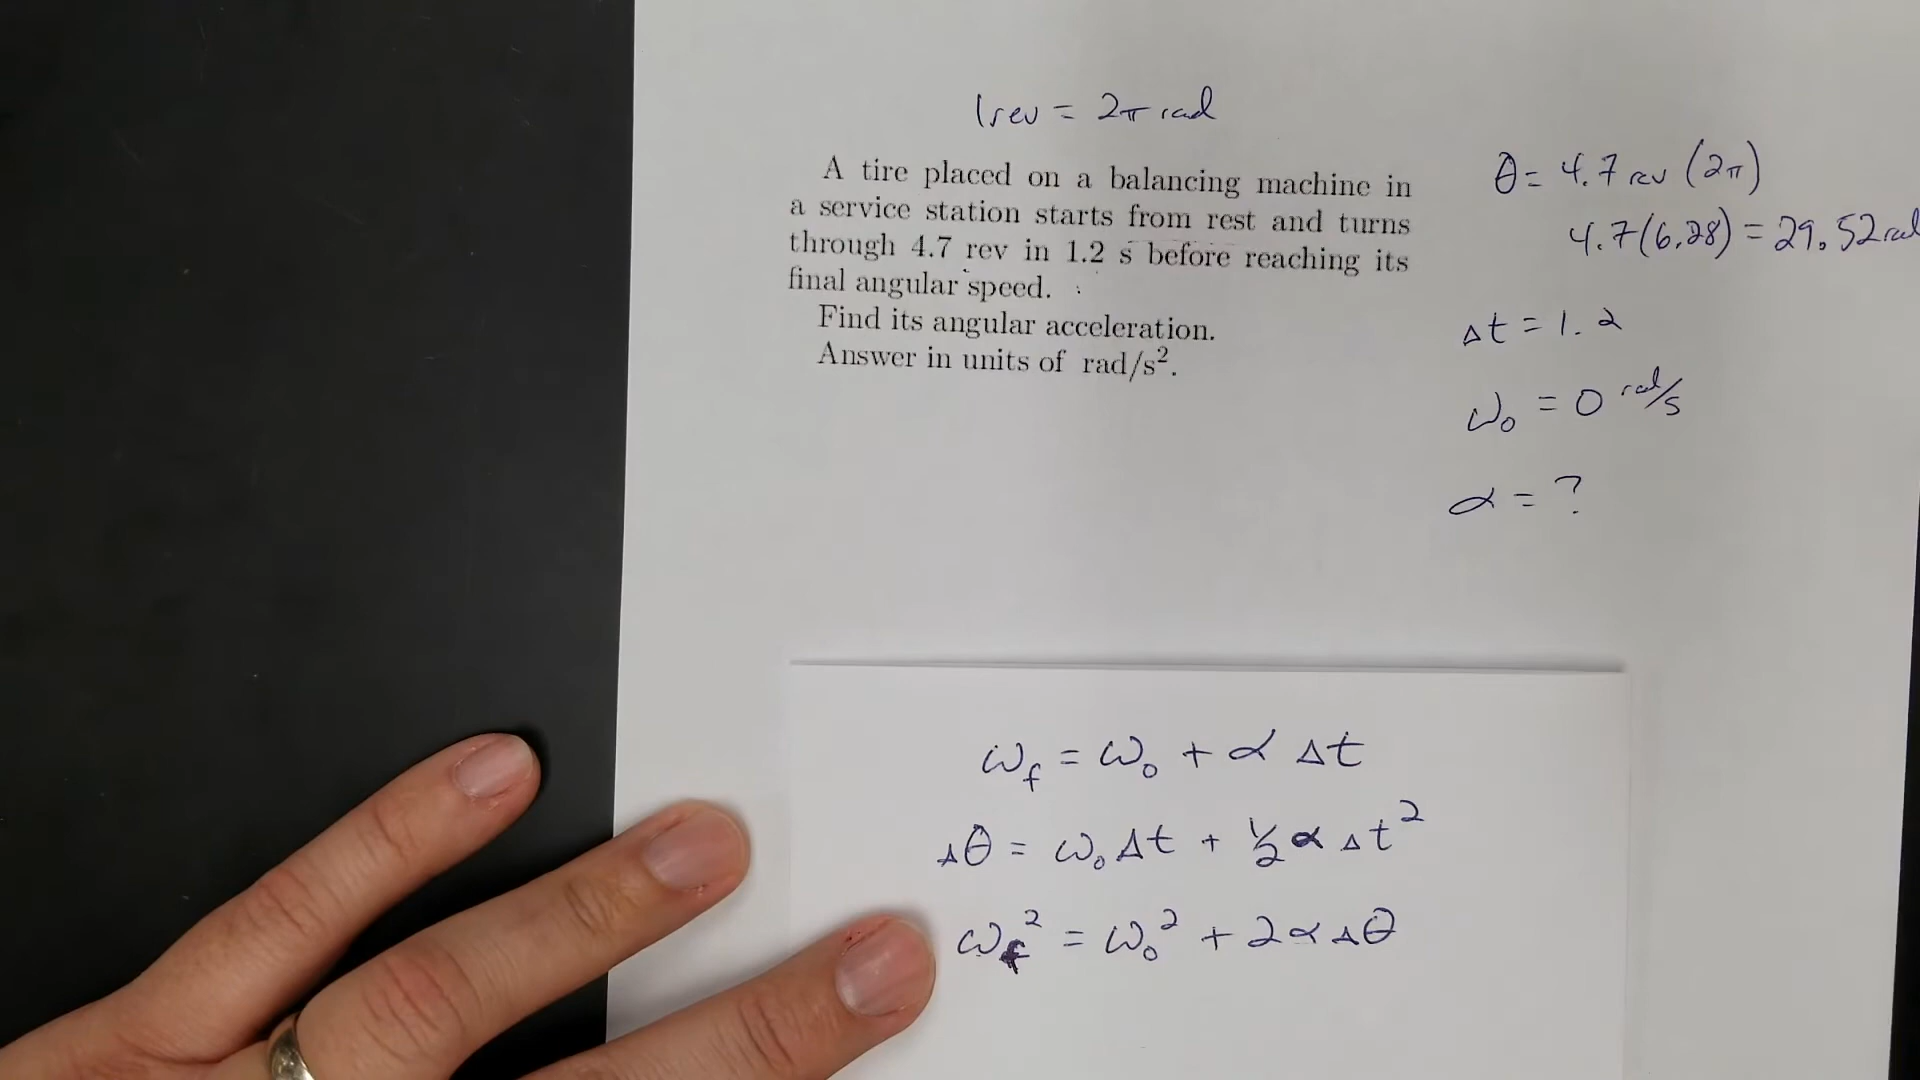 1rev = 2π rad
A tire placed on a balancing machine in
a service station starts from rest and turns
through 4.7 rev in 1.2 s before reaching its
final angular speed.
Find its angular acceleration.
Answer in units of rad/s².
θ = 4.7 rev (2π)
4.7(6.28) = 29.52 rad
Δt = 1.2
ω₀ = 0 rad/s
α = ?
ω_f = ω₀ + α Δt
Δθ = ω₀ Δt + ½ α Δt²
ω_f² = ω₀² + 2 α Δθ